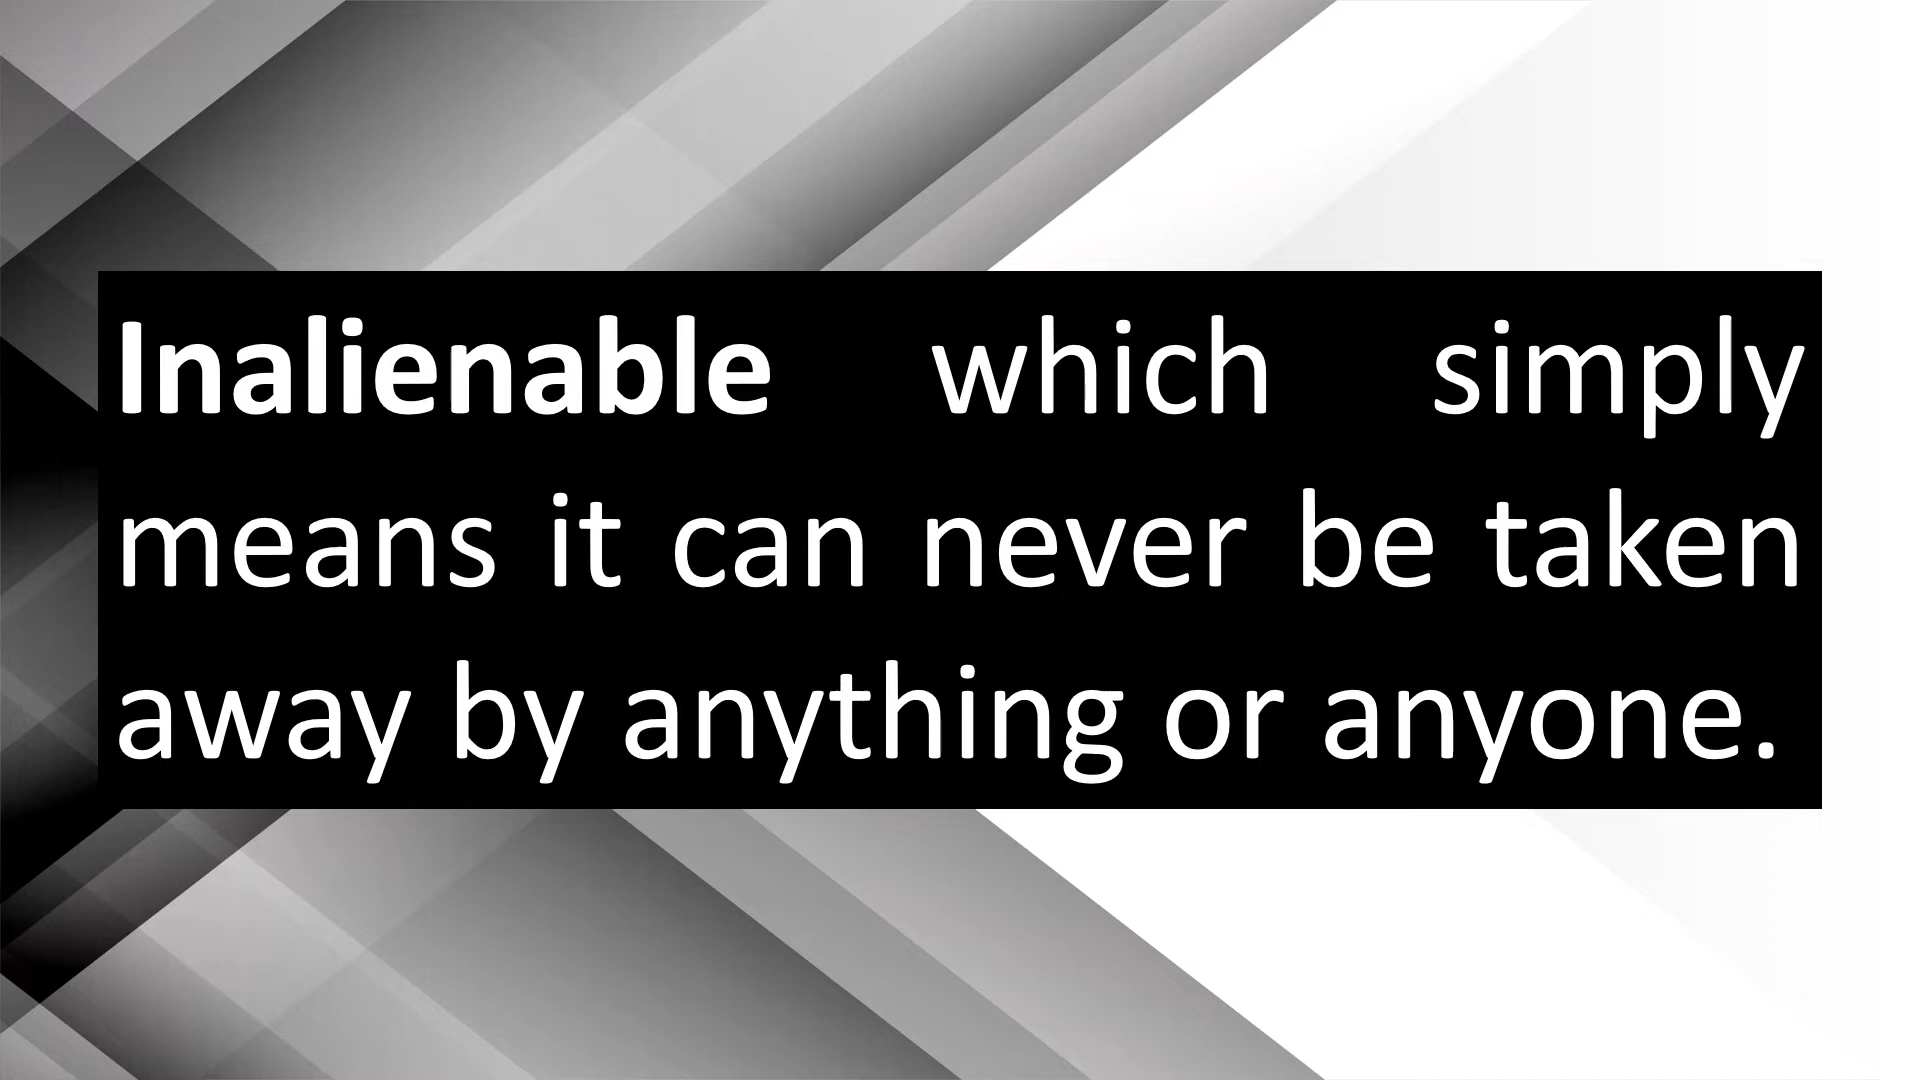 Inalienable which simply
means it can never be taken
away by anything or anyone.